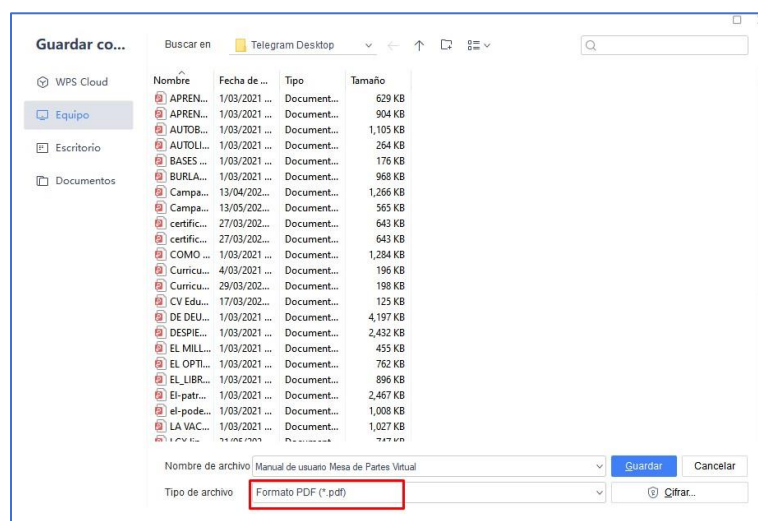 Guardar co...
Buscar en Telegram Desktop
WPS Cloud
Equipo
Escritorio
Documentos
Nombre Fecha de ... Tipo Tamaño
APREN... 1/03/2021 ... Document... 629 KB
APREN... 1/03/2021 ... Document... 904 KB
AUTOB... 1/03/2021 ... Document... 1,105 KB
AUTOLI... 1/03/2021 ... Document... 264 KB
BASES ... 1/03/2021 ... Document... 176 KB
BURLA... 1/03/2021 ... Document... 968 KB
Campa... 13/04/202... Document... 1,266 KB
Campa... 13/05/202... Document... 565 KB
certific... 27/03/202... Document... 643 KB
certific... 27/03/202... Document... 643 KB
COMO ... 1/03/2021 ... Document... 1,284 KB
Curricu... 4/03/2021 ... Document... 196 KB
Curricu... 29/03/202... Document... 198 KB
CV Edu... 17/03/202... Document... 125 KB
DE DEU... 1/03/2021 ... Document... 4,197 KB
DESPIE... 1/03/2021 ... Document... 2,432 KB
EL MILL... 1/03/2021 ... Document... 455 KB
EL OPTI... 1/03/2021 ... Document... 762 KB
EL_LIBR... 1/03/2021 ... Document... 896 KB
El-patr... 1/03/2021 ... Document... 2,467 KB
el-pode... 1/03/2021 ... Document... 1,008 KB
LA VAC... 1/03/2021 ... Document... 1,027 KB
Nombre de archivo Manual de usuario Mesa de Partes Virtual Guardar Cancelar
Tipo de archivo Formato PDF (*.pdf) Cifrar...